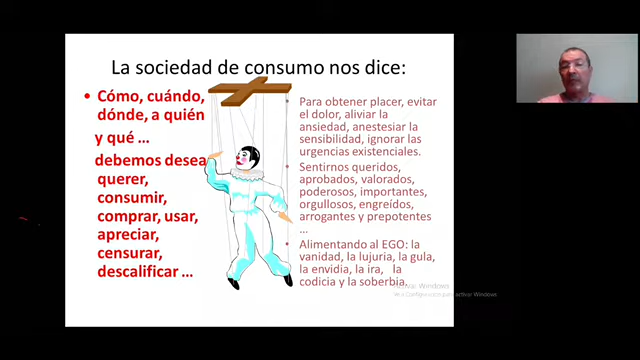 La sociedad de consumo nos dice:
• Cómo, cuándo,
dónde, a quién
y qué ...
debemos desea
querer,
consumir,
comprar, usar,
apreciar,
censurar,
descalificar ...
• Para obtener placer, evitar
el dolor, aliviar la
ansiedad, anestesiar la
sensibilidad, ignorar las
urgencias existenciales.
• Sentirnos queridos,
aprobados, valorados,
poderosos, importantes,
orgullosos, engreídos,
arrogantes y prepotentes
...
• Alimentando al EGO: la
vanidad, la lujuria, la gula,
la envidia, la ira, la
codicia y la soberbia
Windows
activar Windows